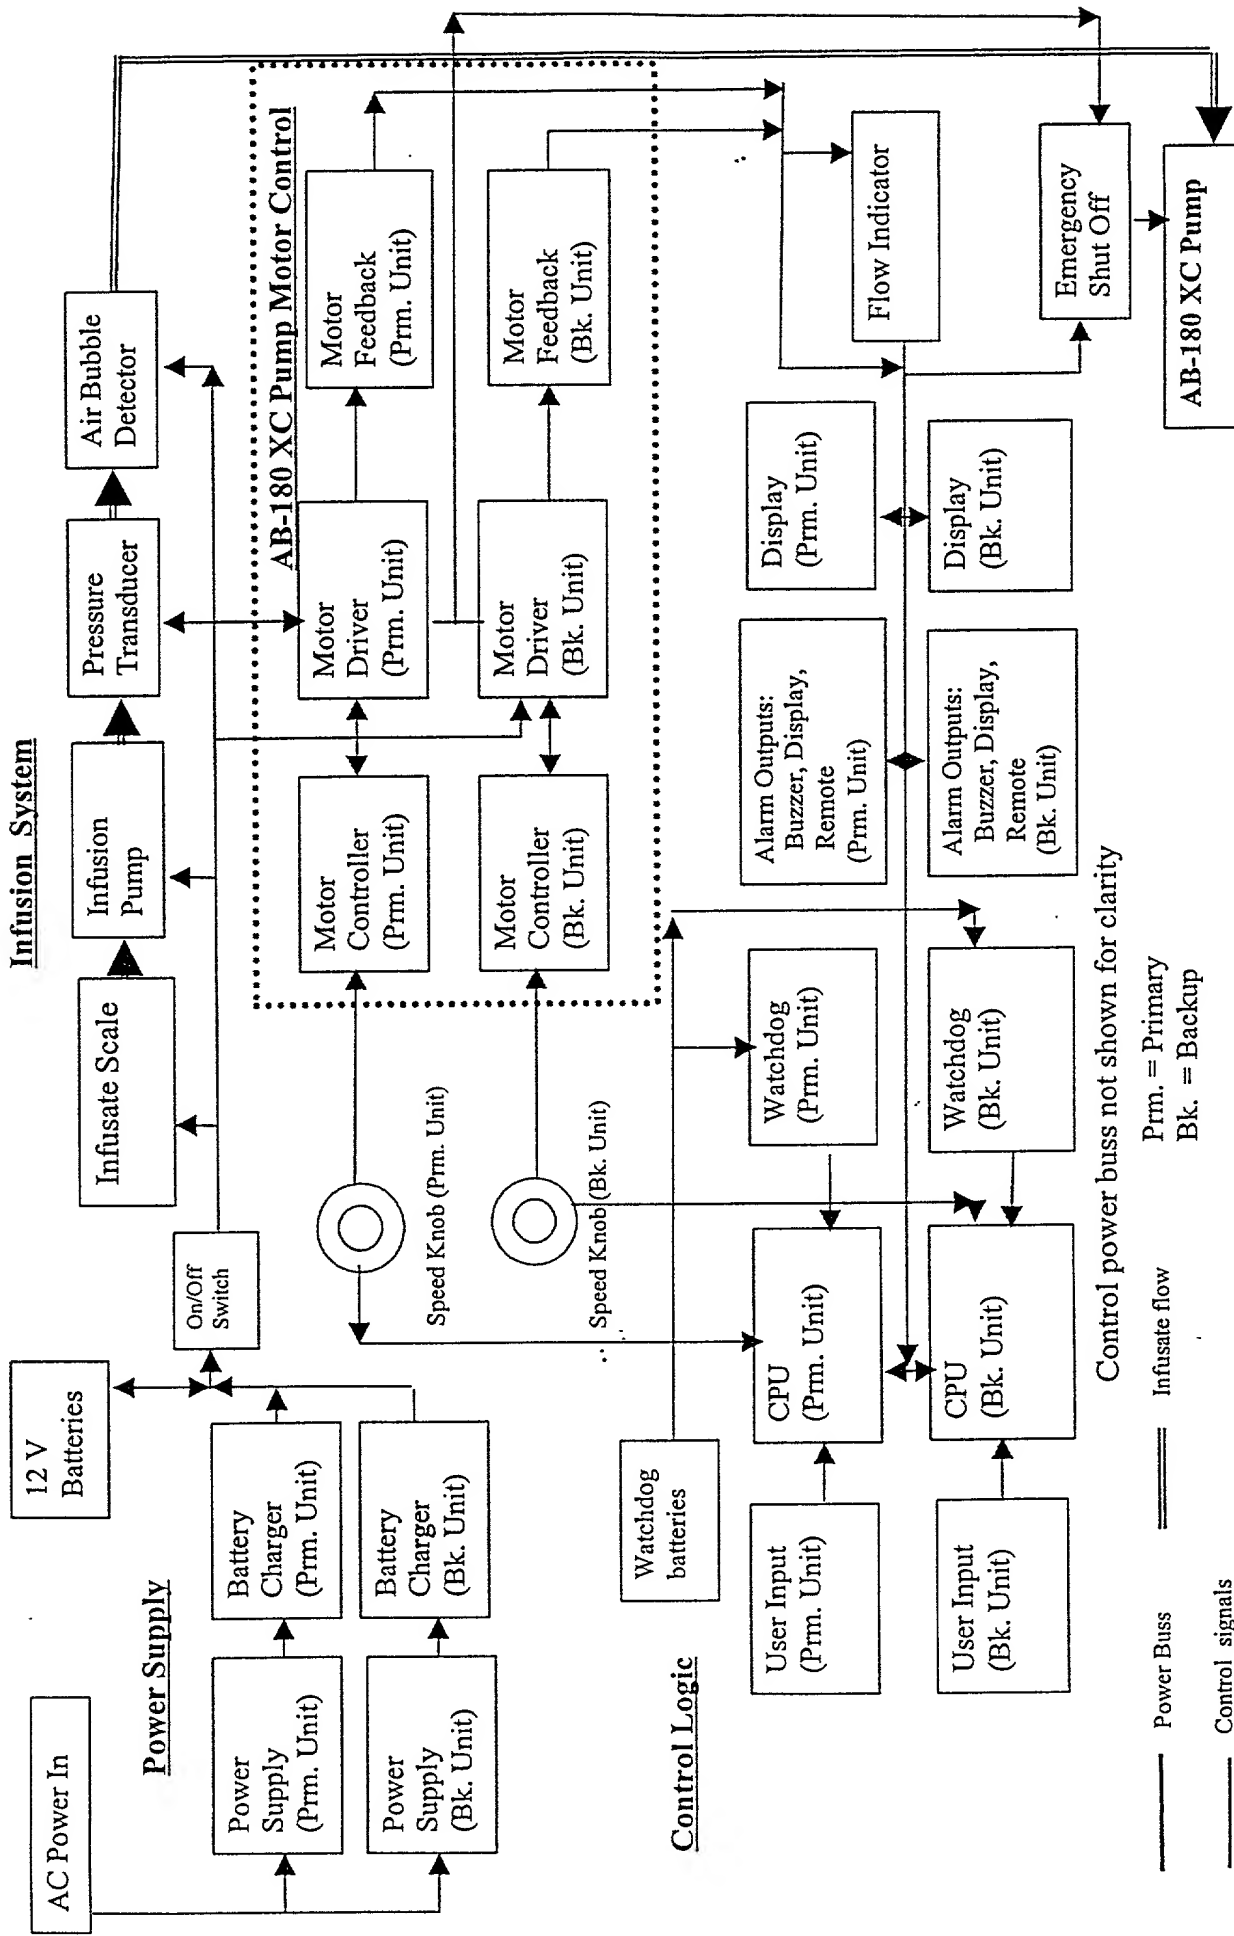 Infusion System
Infusate Scale
Infusion
Pump
Pressure
Transducer
Air Bubble
Detector
AC Power In
12 V
Batteries
On/Off
Switch
Power Supply
Power
Supply
(Prm. Unit)
Battery
Charger
(Prm. Unit)
Power
Supply
(Bk. Unit)
Battery
Charger
(Bk. Unit)
AB-180 XC Pump Motor Control
Motor
Controller
(Prm. Unit)
Motor
Driver
(Prm. Unit)
Motor
Feedback
(Prm. Unit)
Speed Knob (Prm. Unit)
Motor
Controller
(Bk. Unit)
Motor
Driver
(Bk. Unit)
Motor
Feedback
(Bk. Unit)
Speed Knob (Bk. Unit)
Control Logic
Watchdog
batteries
User Input
(Prm. Unit)
CPU
(Prm. Unit)
Watchdog
(Prm. Unit)
Alarm Outputs:
Buzzer, Display,
Remote
(Prm. Unit)
Display
(Prm. Unit)
Flow Indicator
User Input
(Bk. Unit)
CPU
(Bk. Unit)
Watchdog
(Bk. Unit)
Alarm Outputs:
Buzzer, Display,
Remote
(Bk. Unit)
Display
(Bk. Unit)
Emergency
Shut Off
AB-180 XC Pump
Control power buss not shown for clarity
Prm. = Primary
Bk. = Backup
Power Buss
Infusate flow
Control signals